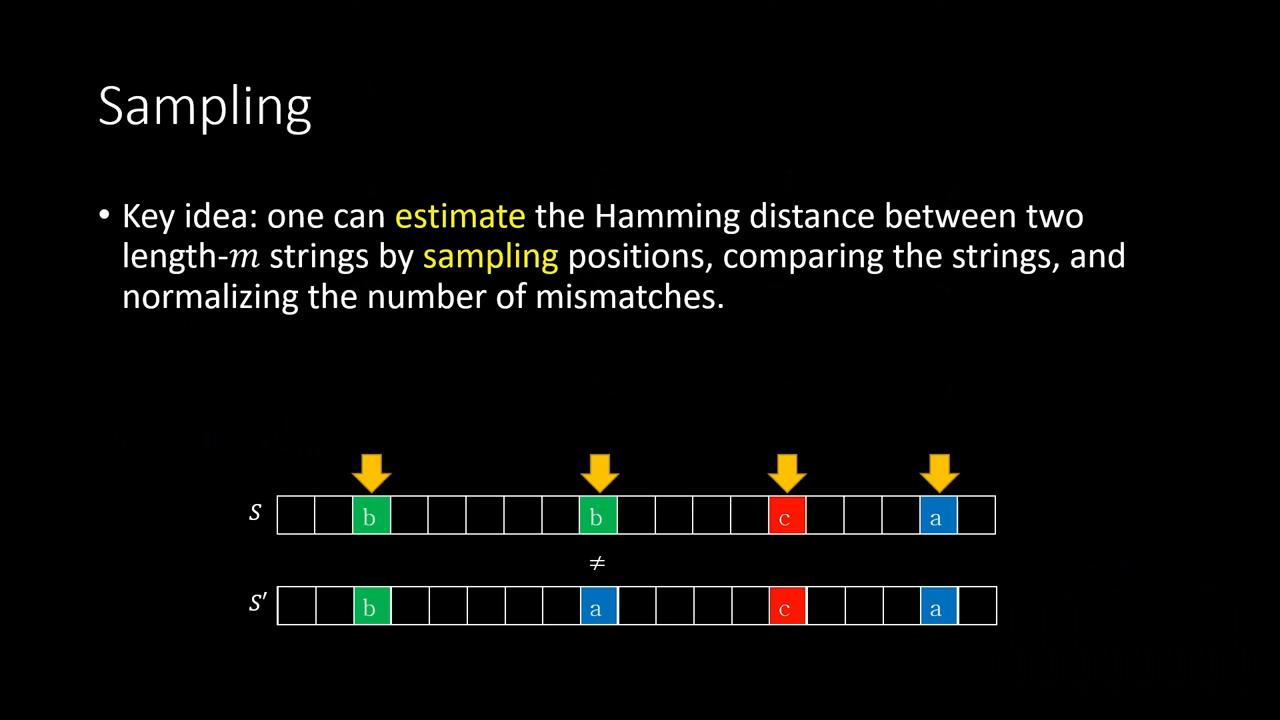 Sampling
• Key idea: one can estimate the Hamming distance between two
length-𝑚 strings by sampling positions, comparing the strings, and
normalizing the number of mismatches.
𝑆 b b c a
≠
𝑆′ b a c a